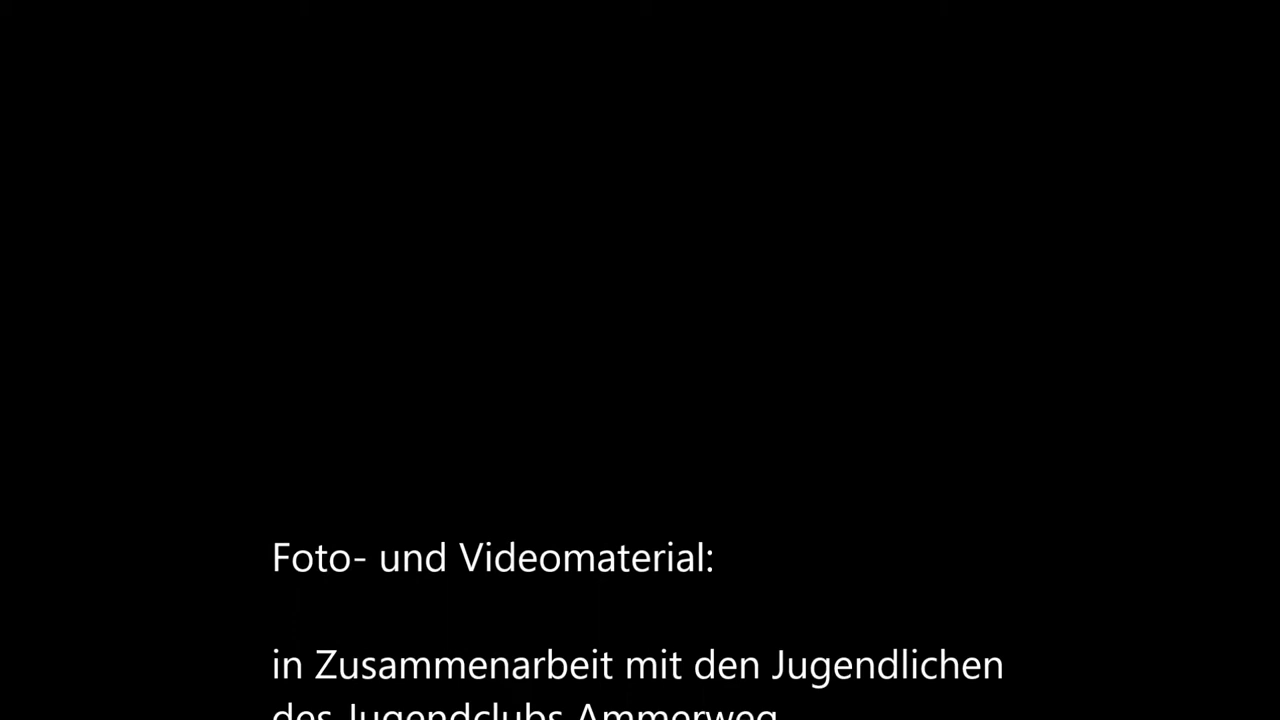 Foto- und Videomaterial:
in Zusammenarbeit mit den Jugendlichen
des Jugendclubs Ammerweg